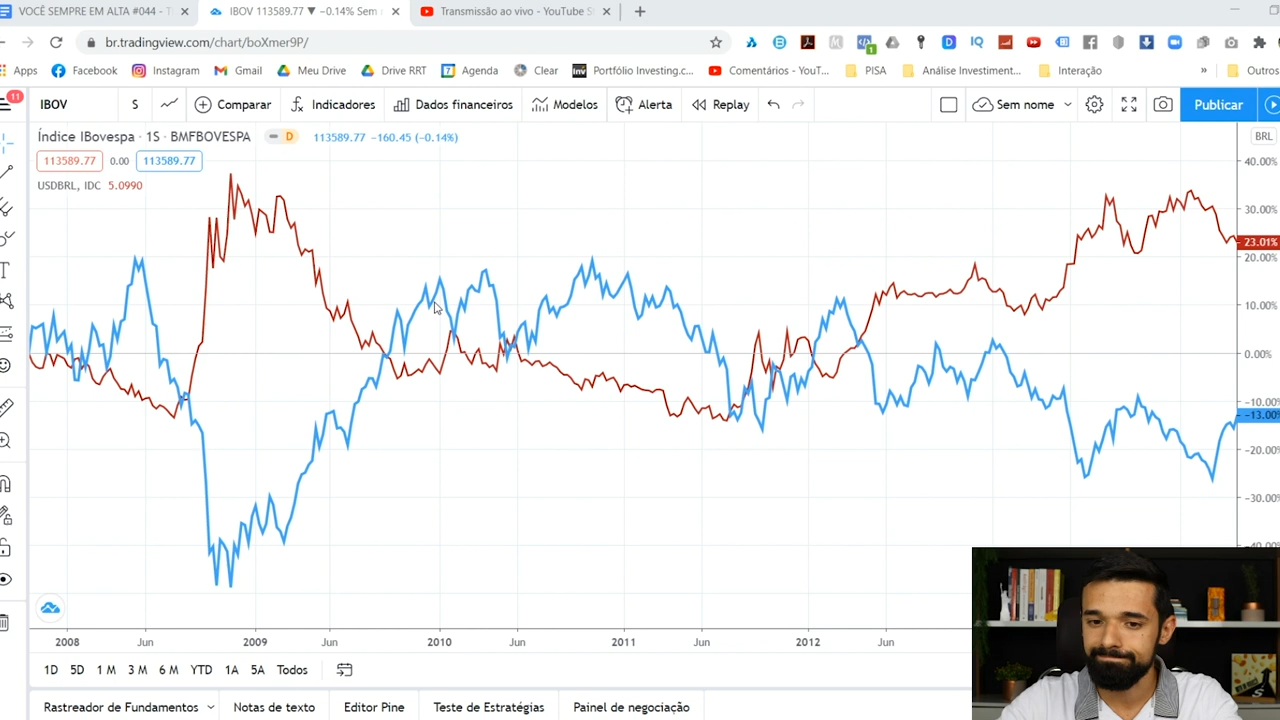 VOCÊ SEMPRE EM ALTA #044 - T
IBOV 113589.77 ▼ −0.14% Sem n
Transmissão ao vivo - YouTube S
br.tradingview.com/chart/boXmer9P/
Apps
Facebook
Instagram
Gmail
Meu Drive
Drive RRT
Agenda
Clear
Portfólio Investing.c...
Comentários - YouT...
PISA
Análise Investiment...
Interação
»
Outros
11
IBOV
S
Comparar
Indicadores
Dados financeiros
Modelos
Alerta
Replay
Sem nome
Publicar
Índice IBovespa · 1S · BMFBOVESPA
D
113589.77 −160.45 (−0.14%)
BRL
113589.77
0.00
113589.77
USDBRL, IDC 5.0990
40.00%
30.00%
23.01%
20.00%
10.00%
0.00%
−10.00%
−13.00%
−30.00%
2008
Jun
2009
Jun
2010
Jun
2011
Jun
2012
Jun
1D
5D
1 M
3 M
6 M
YTD
1A
5A
Todos
Rastreador de Fundamentos
Notas de texto
Editor Pine
Teste de Estratégias
Painel de negociação